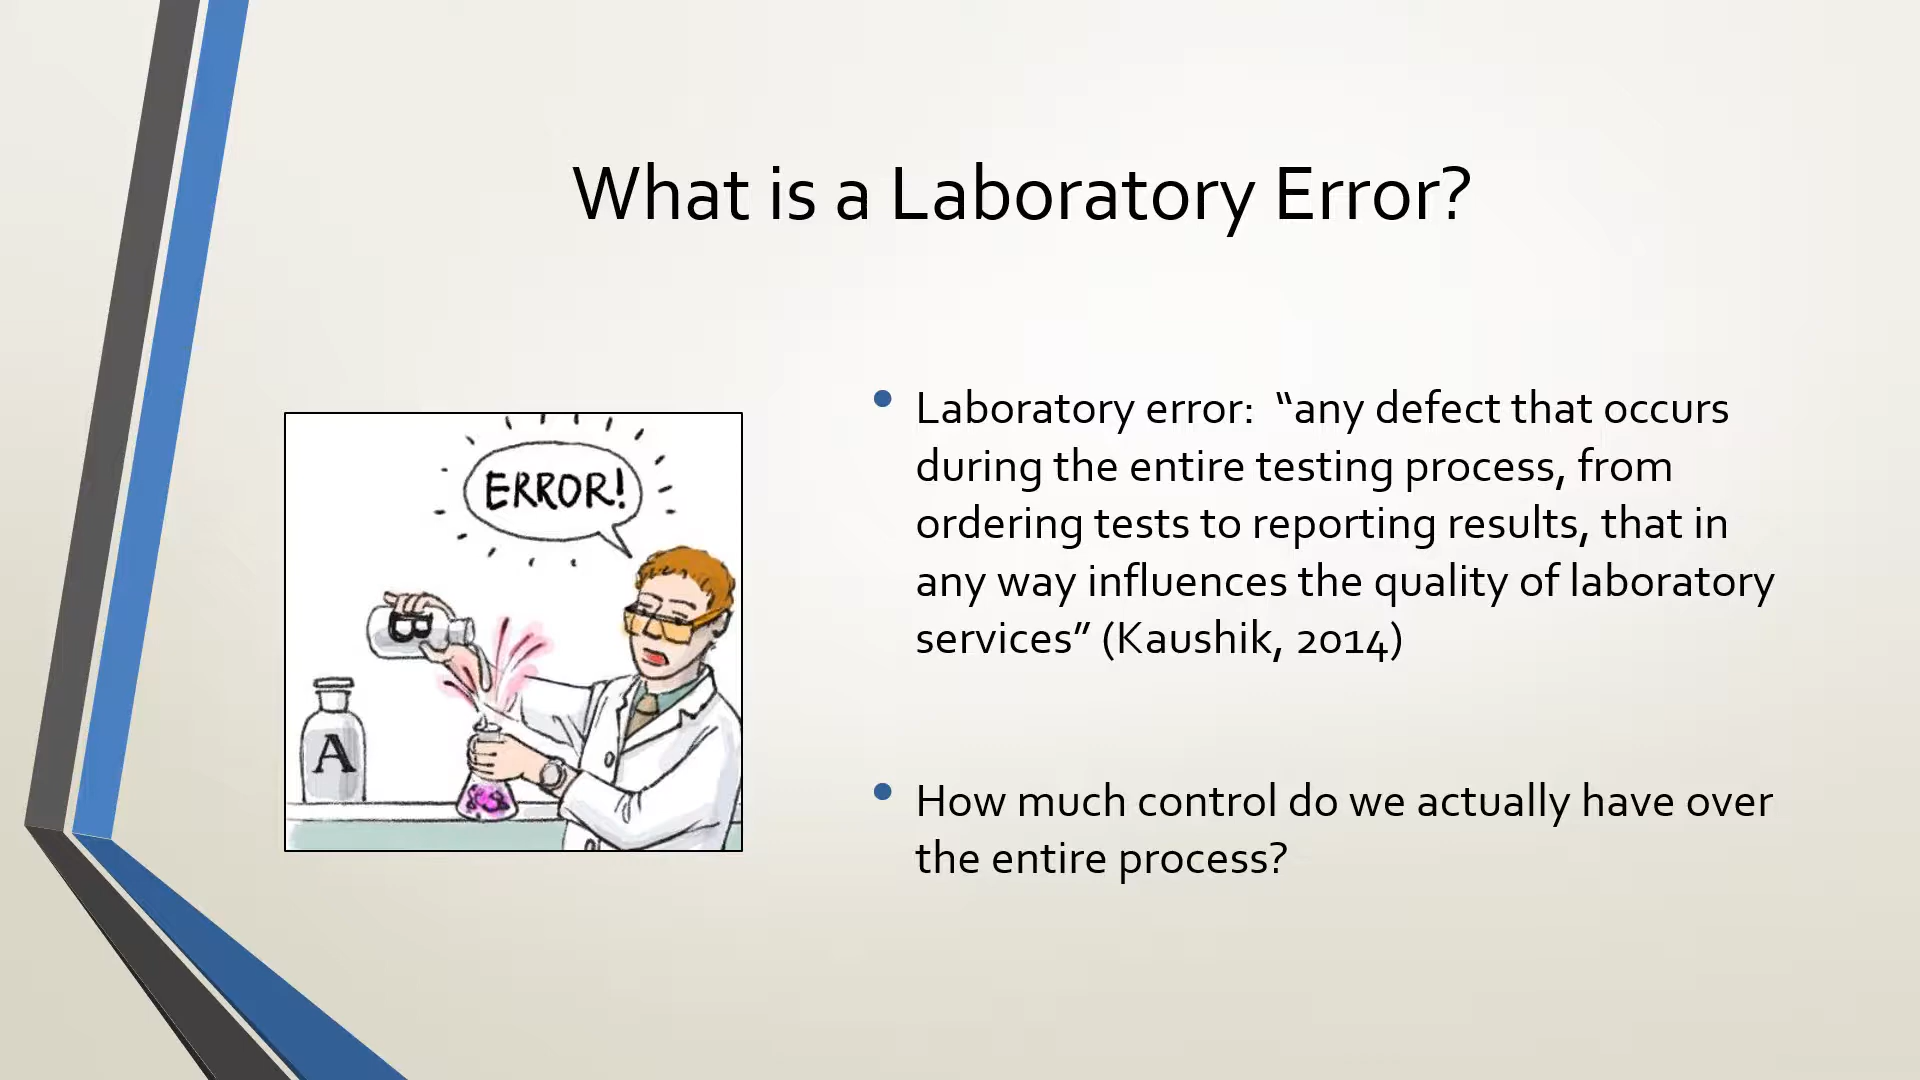 What is a Laboratory Error?
ERROR!
B
A
• Laboratory error:  “any defect that occurs
during the entire testing process, from
ordering tests to reporting results, that in
any way influences the quality of laboratory
services” (Kaushik, 2014)
• How much control do we actually have over
the entire process?